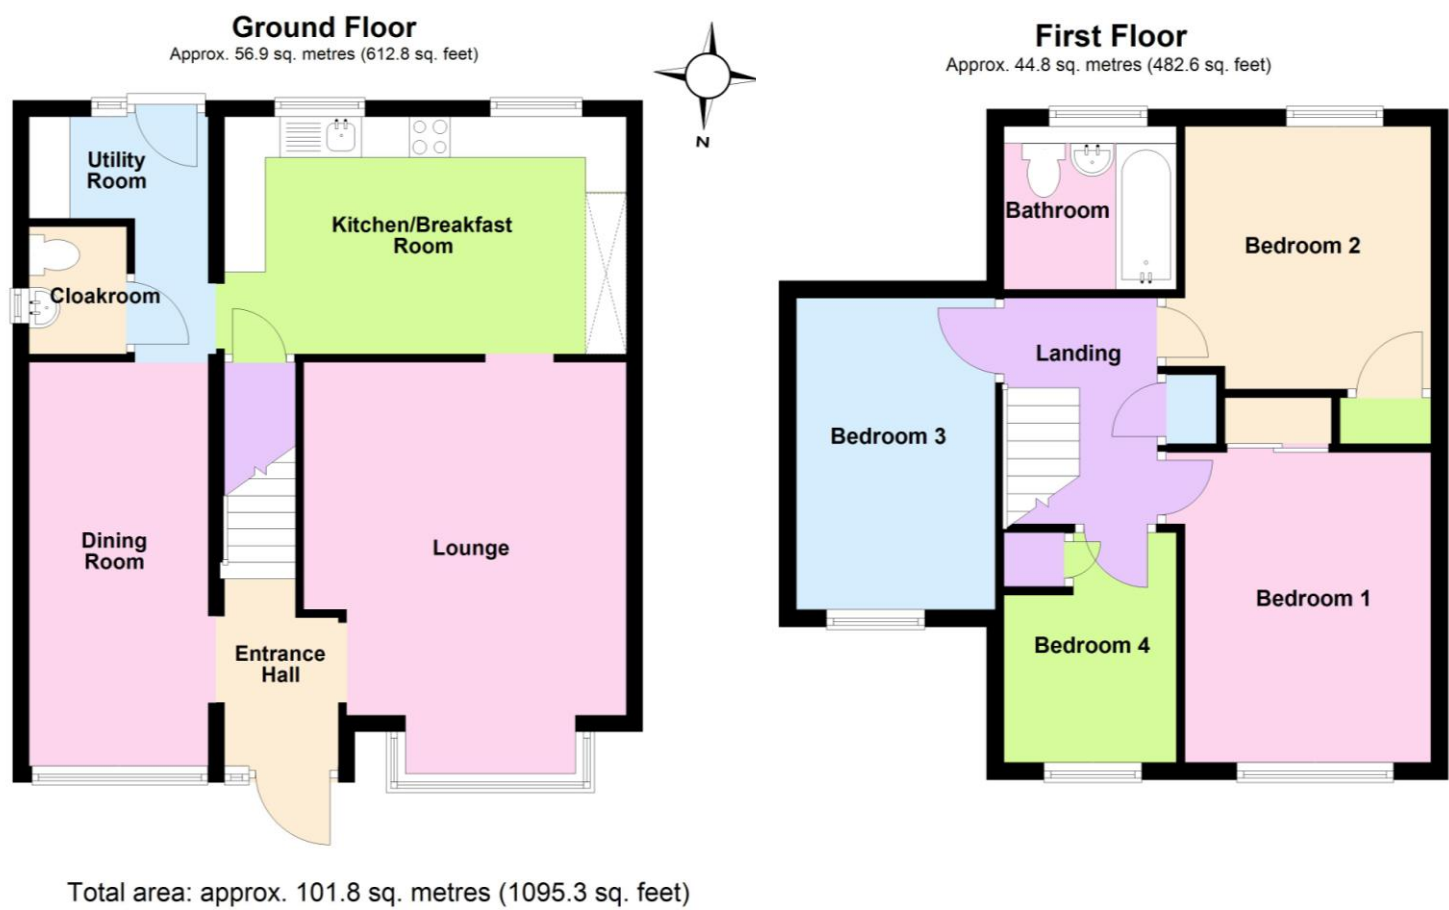 Ground Floor
Approx. 56.9 sq. metres (612.8 sq. feet)
N
Utility
Room
Kitchen/Breakfast
Room
Cloakroom
Dining
Room
Lounge
Entrance
Hall
First Floor
Approx. 44.8 sq. metres (482.6 sq. feet)
Bathroom
Bedroom 2
Landing
Bedroom 3
Bedroom 1
Bedroom 4
Total area: approx. 101.8 sq. metres (1095.3 sq. feet)